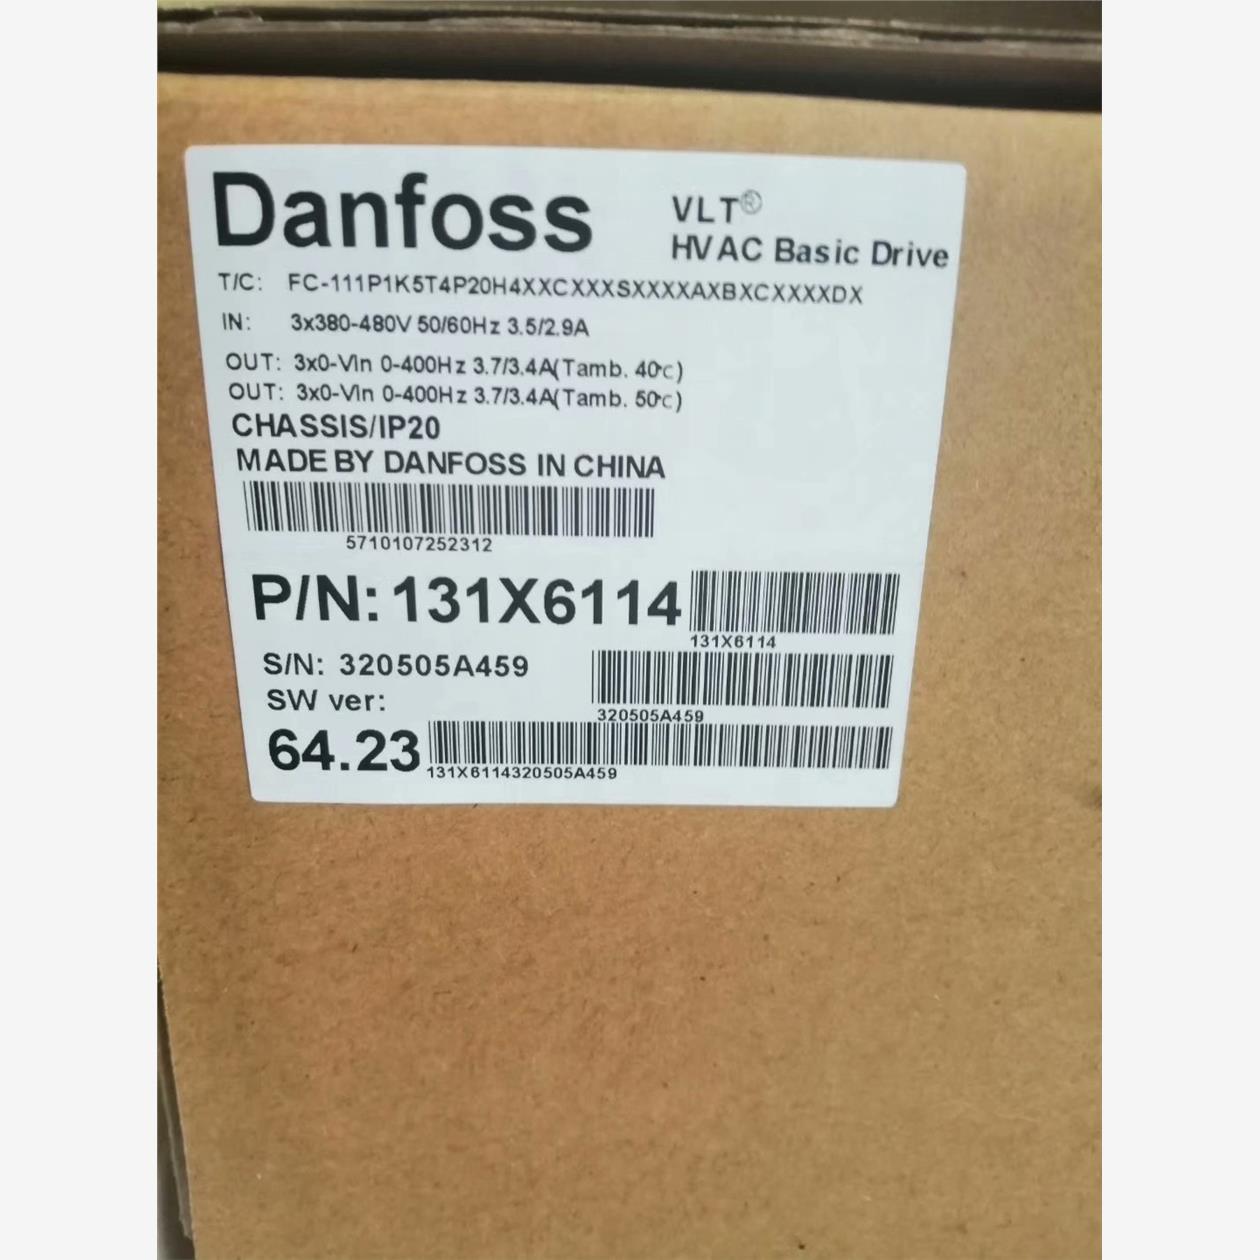 Danfoss
VLT®
HVAC Basic Drive
T/C: FC-111P1K5T4P20H4XXCXXXSXXXXAXBXCXXXXDX
IN: 3x380-480V 50/60Hz 3.5/2.9A
OUT: 3x0-Vin 0-400Hz 3.7/3.4A(Tamb. 40°c)
OUT: 3x0-Vin 0-400Hz 3.7/3.4A(Tamb. 50°c)
CHASSIS/IP20
MADE BY DANFOSS IN CHINA
5710107252312
P/N: 131X6114
131X6114
S/N: 320505A459
320505A459
SW ver:
64.23
131X6114320505A459